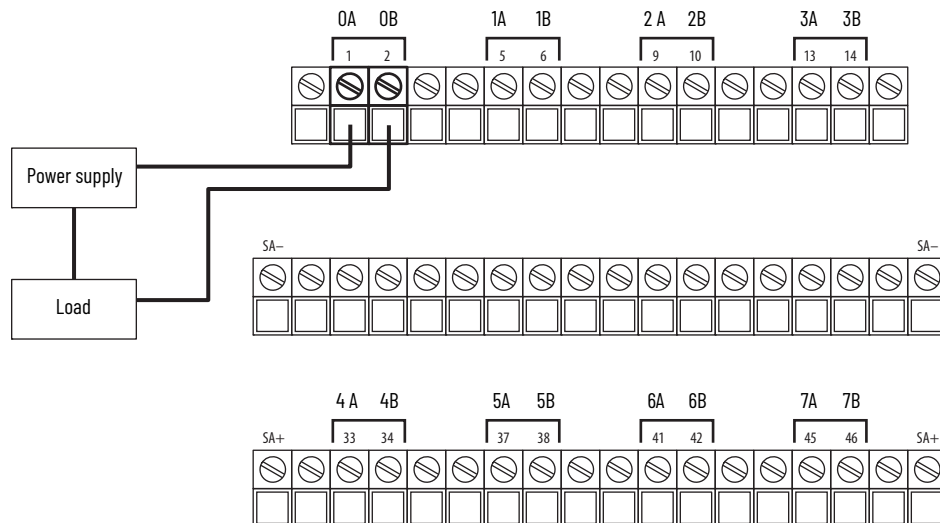 0A 0B 1A 1B 2 A 2B 3A 3B
1 2 5 6 9 10 13 14
Power supply
SA– SA–
Load
4 A 4B 5A 5B 6A 6B 7A 7B
SA+ 33 34 37 38 41 42 45 46 SA+